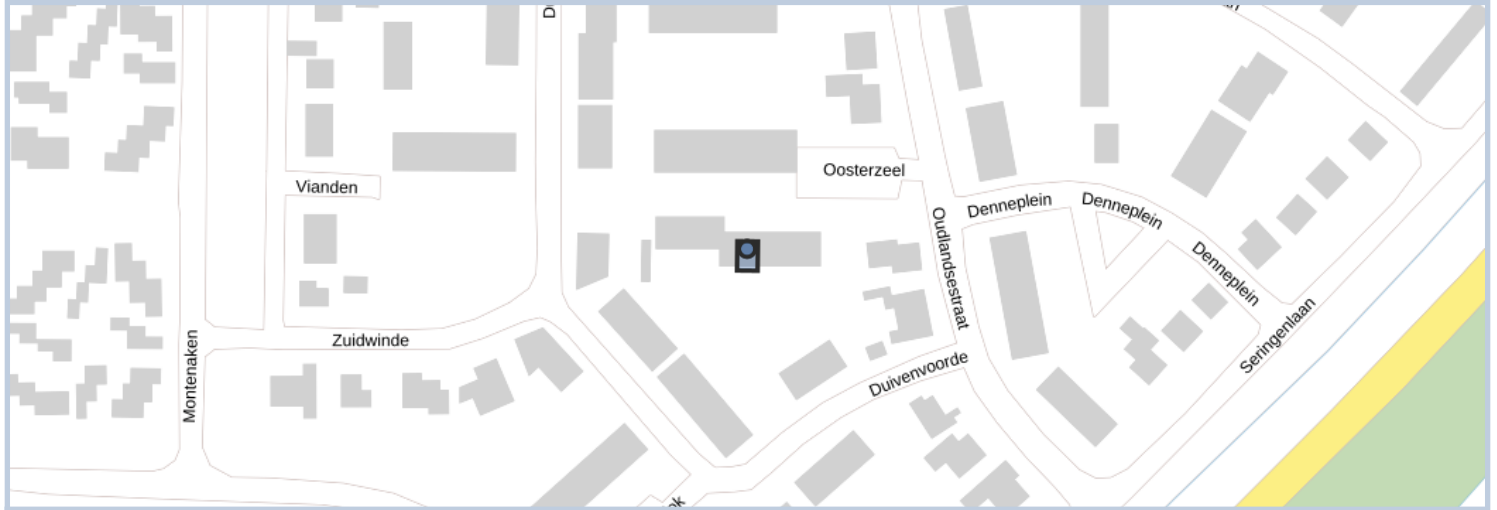 Oosterzeel
Vianden
Denneplein
Denneplein
Oudlandsestraat
Denneplein
Zuidwinde
Montenaken
Seringenlaan
Duivenvoorde